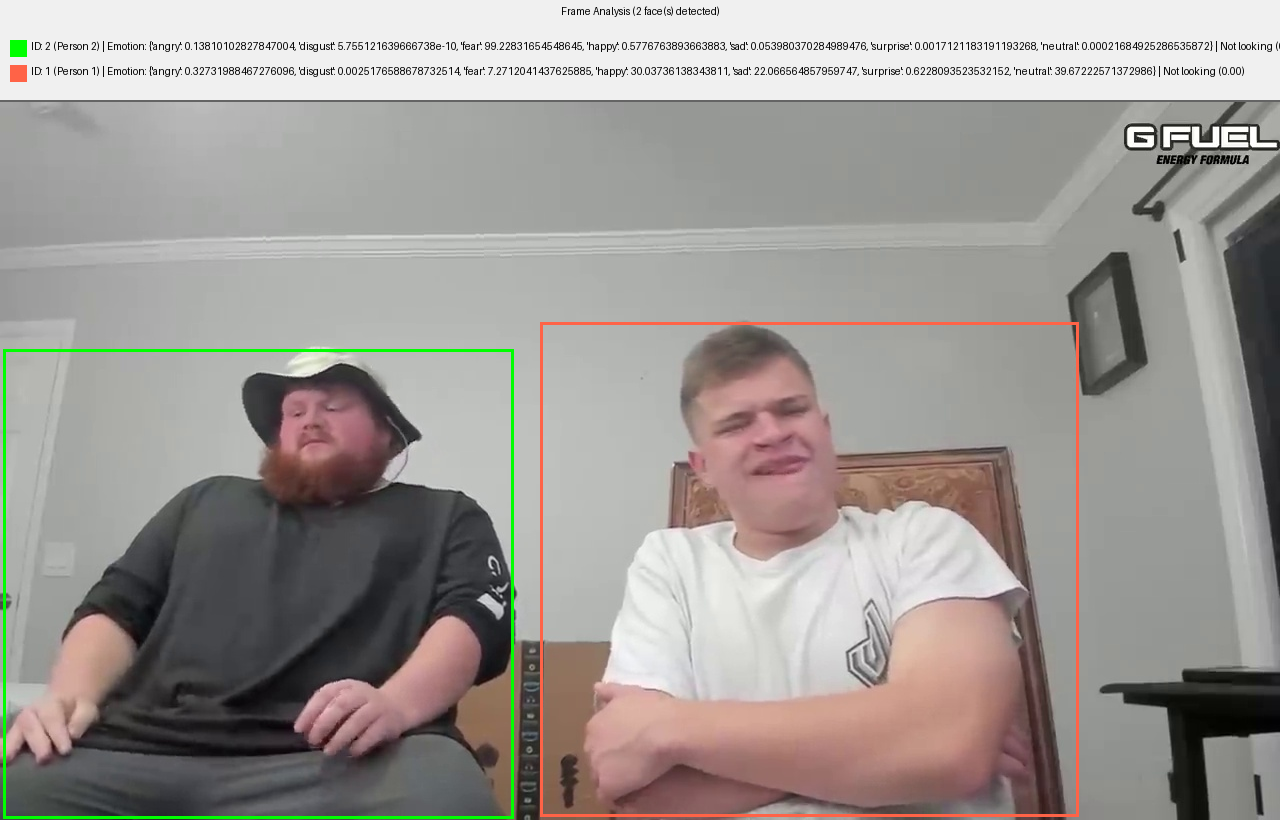 Frame Analysis (2 face(s) detected)
ID: 2 (Person 2) | Emotion: {'angry': 0.13810102827847004, 'disgust': 5.755121639666738e-10, 'fear': 99.22831654548645, 'happy': 0.5776763893663883, 'sad': 0.053980370284989476, 'surprise': 0.0017121183191193268, 'neutral': 0.00021684925286535872} | Not looking (
ID: 1 (Person 1) | Emotion: {'angry': 0.32731988467276096, 'disgust': 0.0025176588678732514, 'fear': 7.2712041437625885, 'happy': 30.03736138343811, 'sad': 22.066564857959747, 'surprise': 0.6228093523532152, 'neutral': 39.67222571372986} | Not looking (0.00)
G FUEL
ENERGY FORMULA